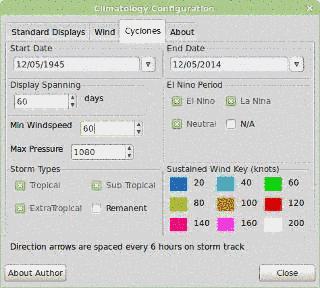 Climatology Configuration
Standard Displays Wind Cyclones About
Start Date End Date
12/05/1945 12/05/2014
Display Spanning El Nino Period
60 days El Nino La Nina
Min Windspeed 60 Neutral N/A
Max Pressure 1080
Storm Types Sustained Wind Key (knots)
Tropical Sub Tropical 20 40 60
ExtraTropical Remanent 80 100 120
140 160 200
Direction arrows are spaced every 6 hours on storm track
About Author Close